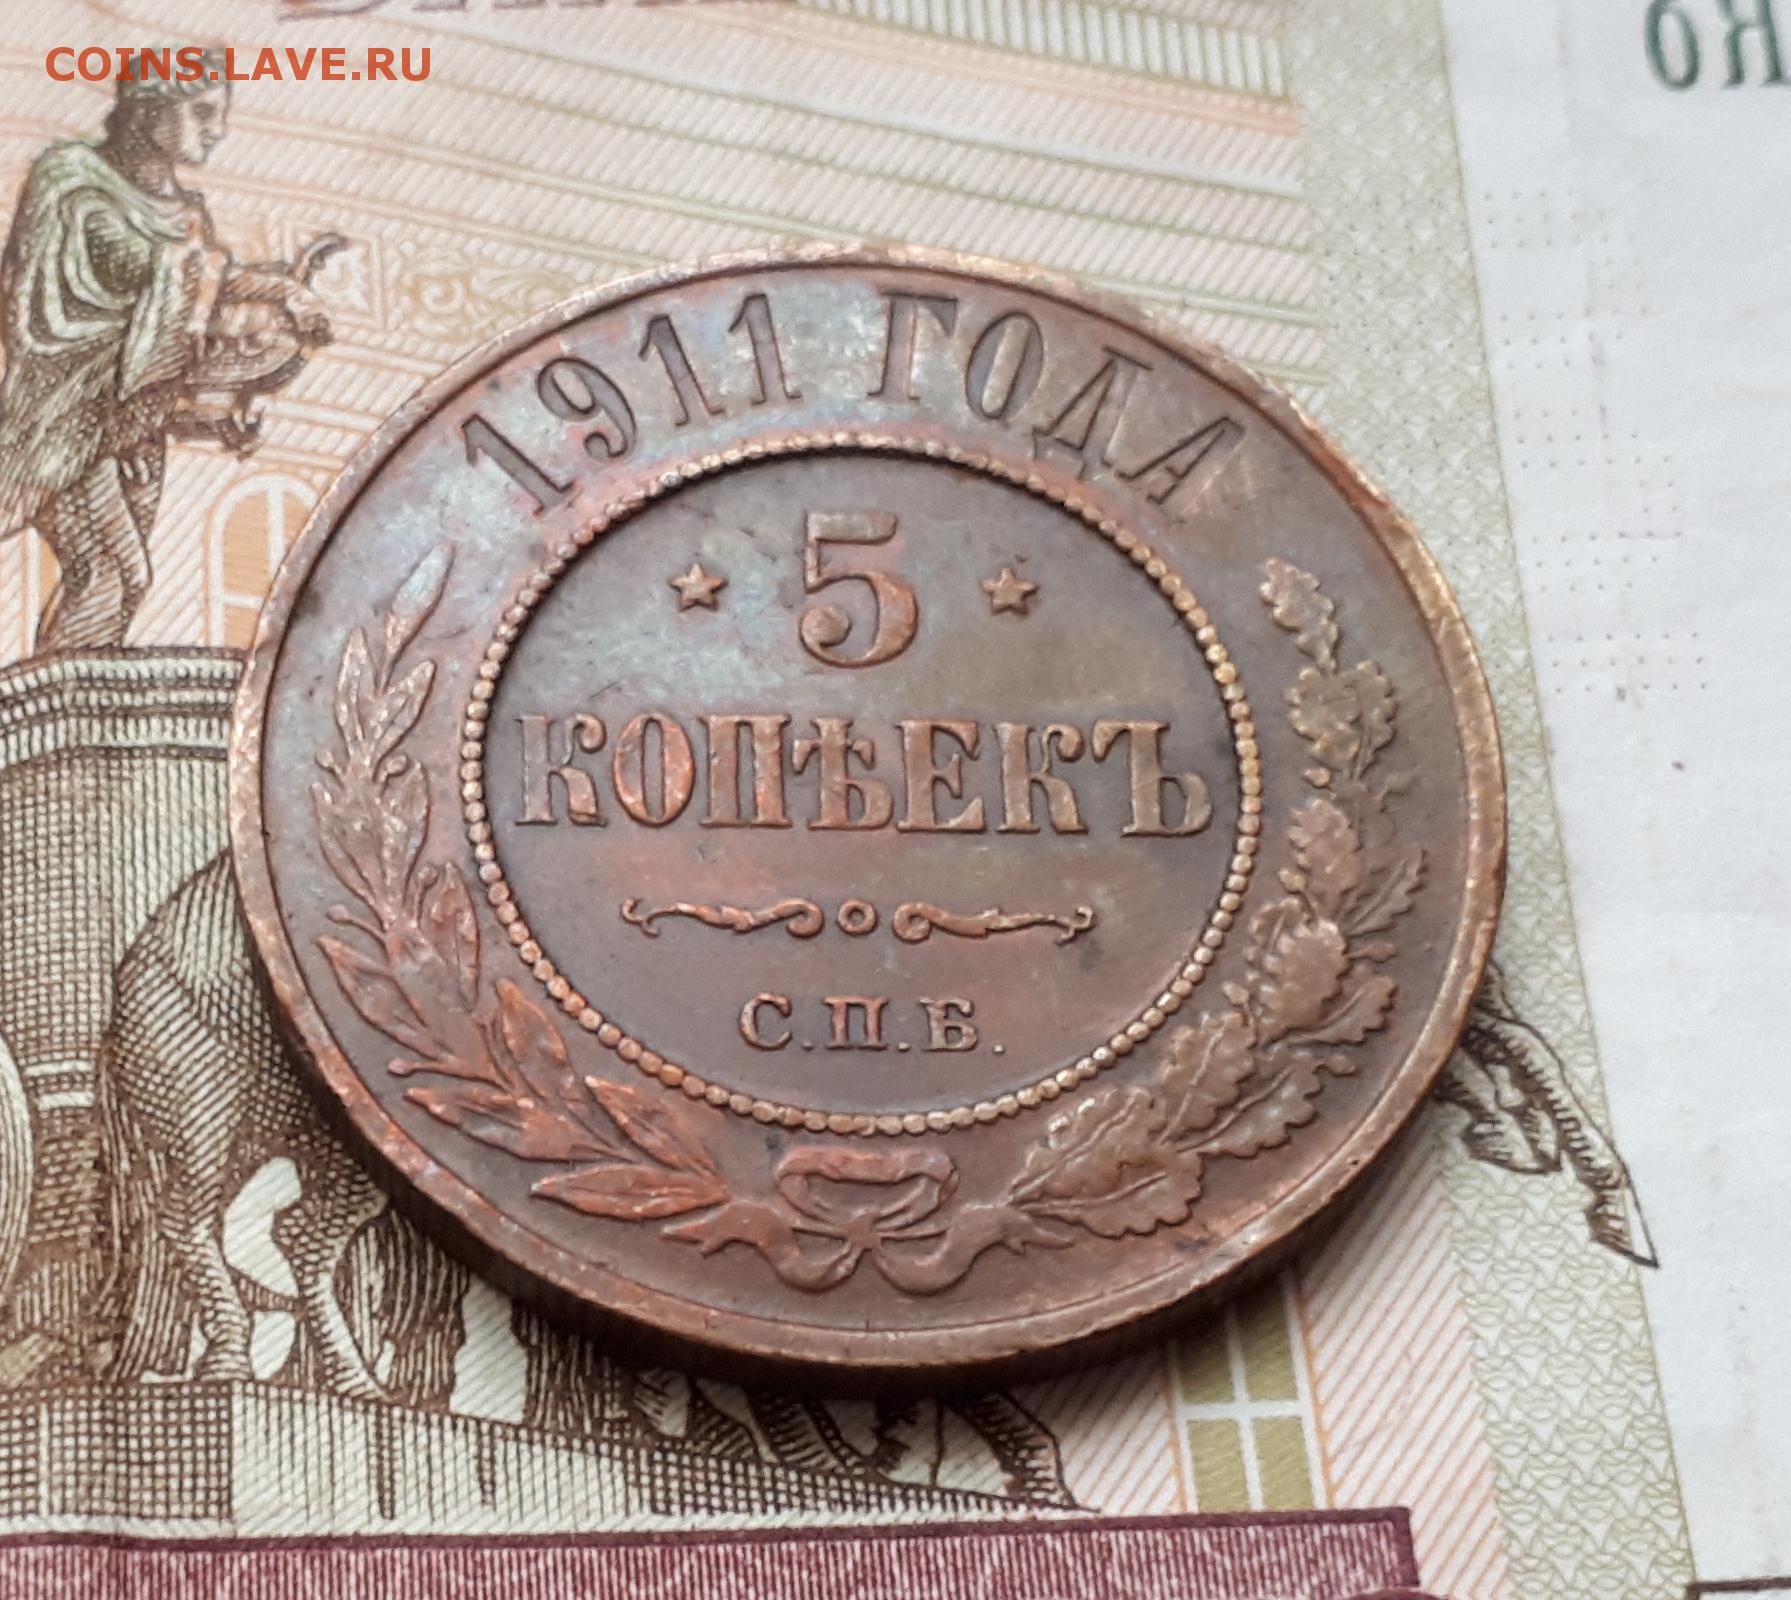 COINS.LAVE.RU
1911 ГОДА
5
КОПѢЕКЪ
С.П.Б.